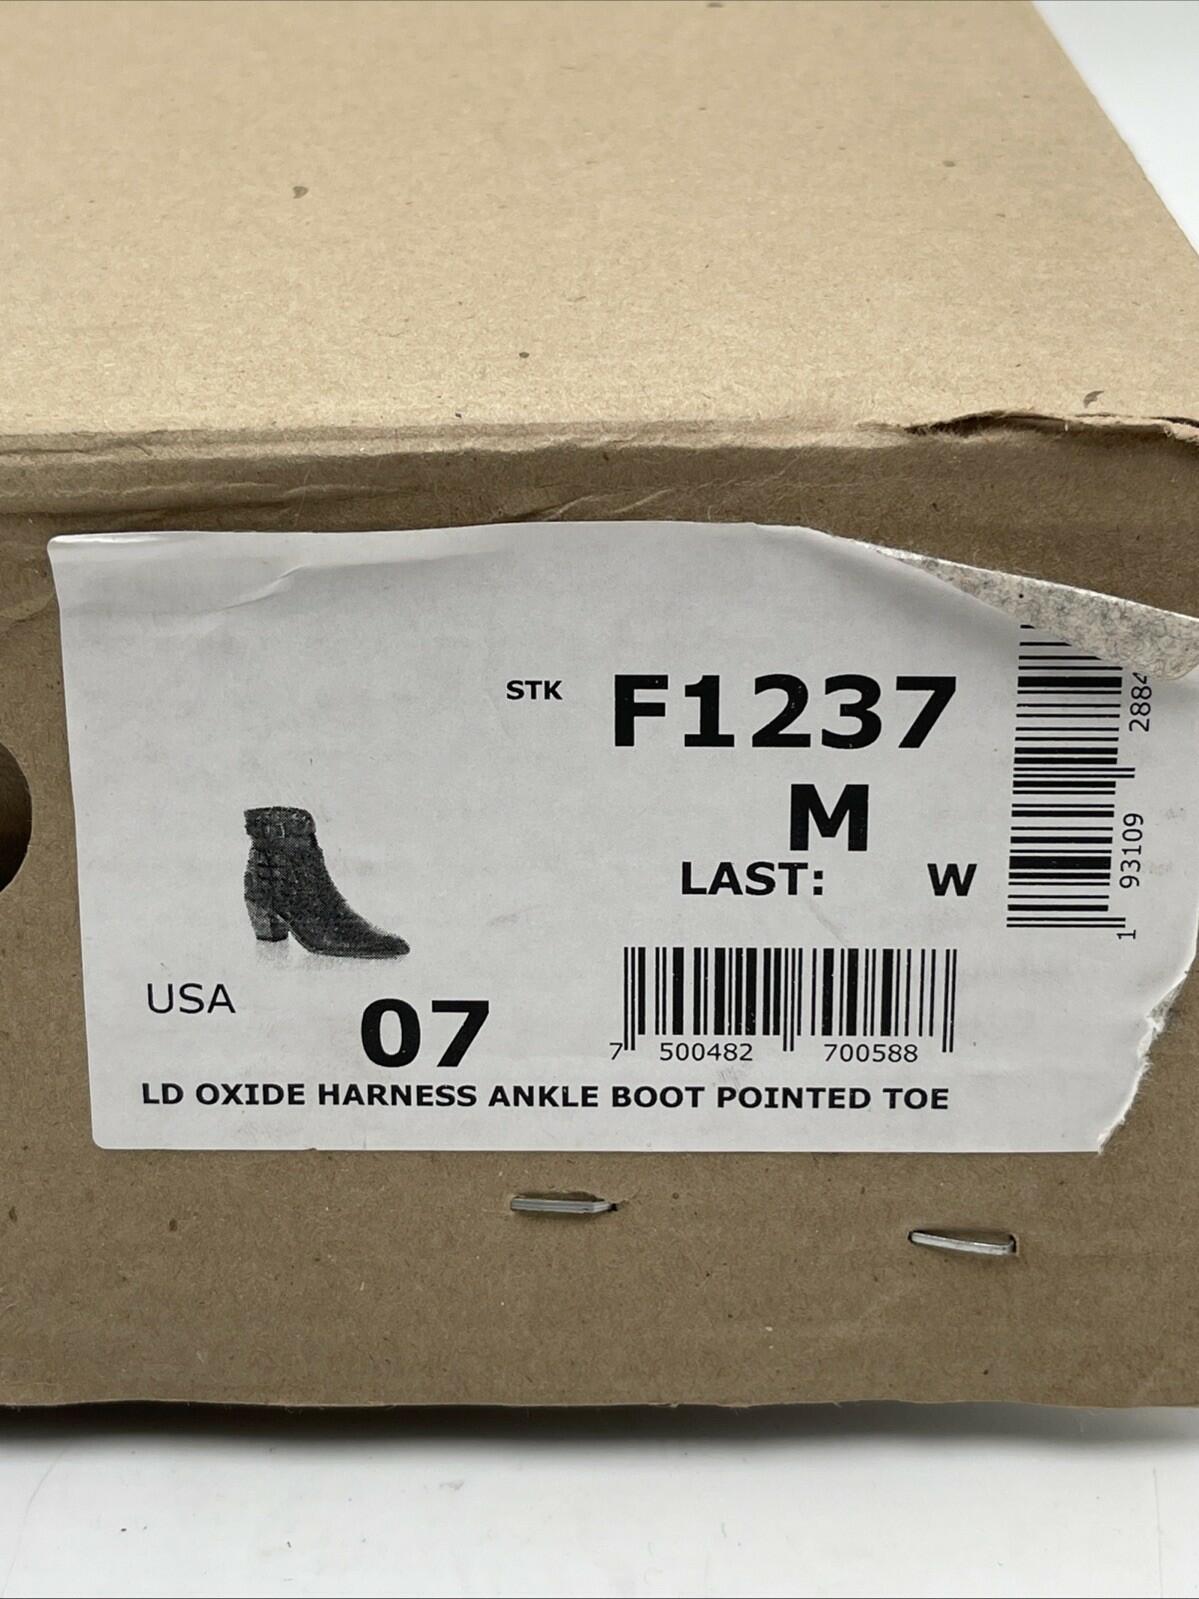 STK F1237
M
LAST: W
USA 07
7 500482 700588
LD OXIDE HARNESS ANKLE BOOT POINTED TOE
1 93109 2884